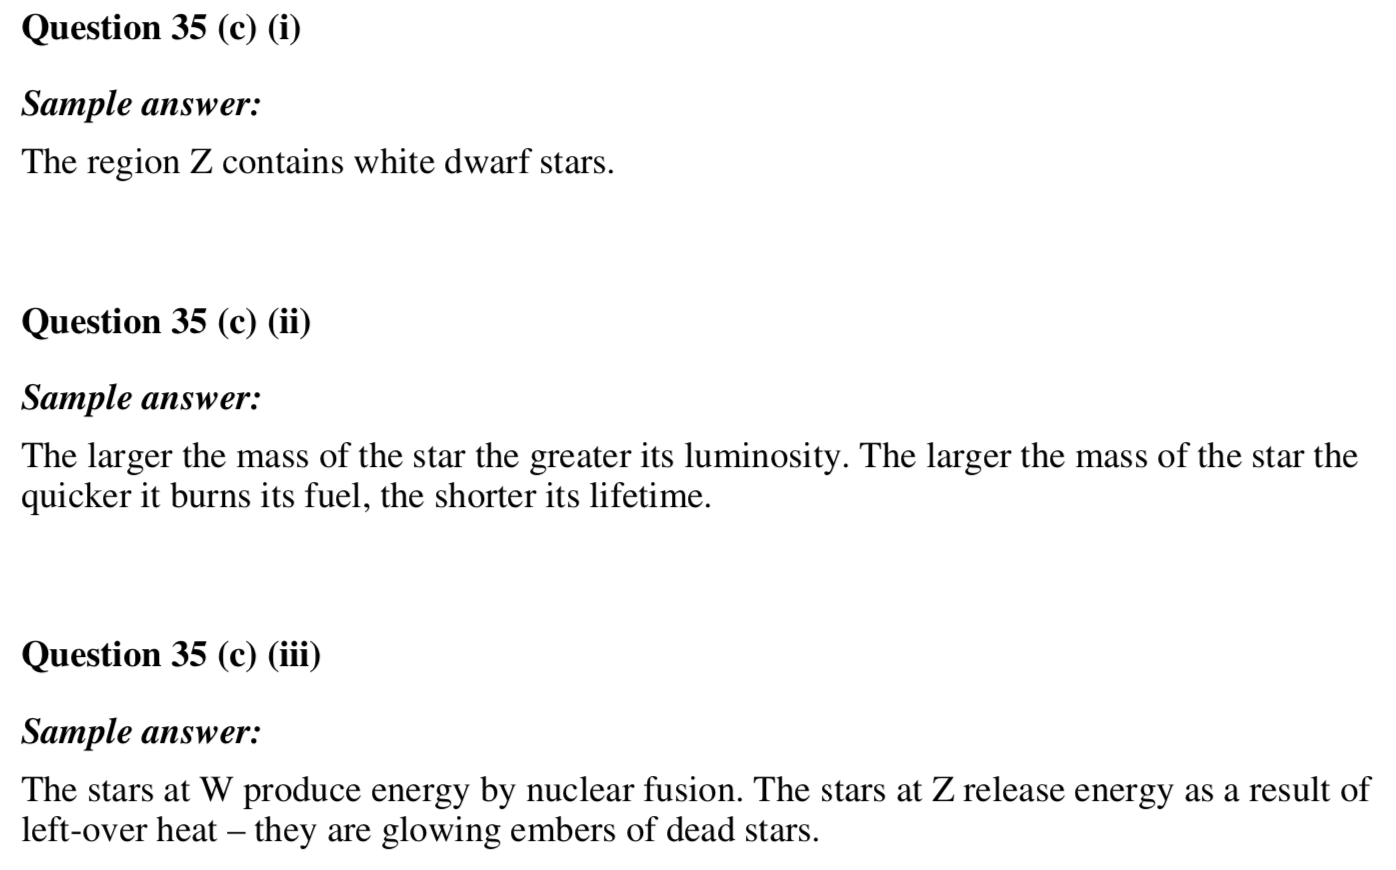 Question 35 (c) (i)
Sample answer:
The region Z contains white dwarf stars.
Question 35 (c) (ii)
Sample answer:
The larger the mass of the star the greater its luminosity. The larger the mass of the star the
quicker it burns its fuel, the shorter its lifetime.
Question 35 (c) (iii)
Sample answer:
The stars at W produce energy by nuclear fusion. The stars at Z release energy as a result of
left-over heat – they are glowing embers of dead stars.